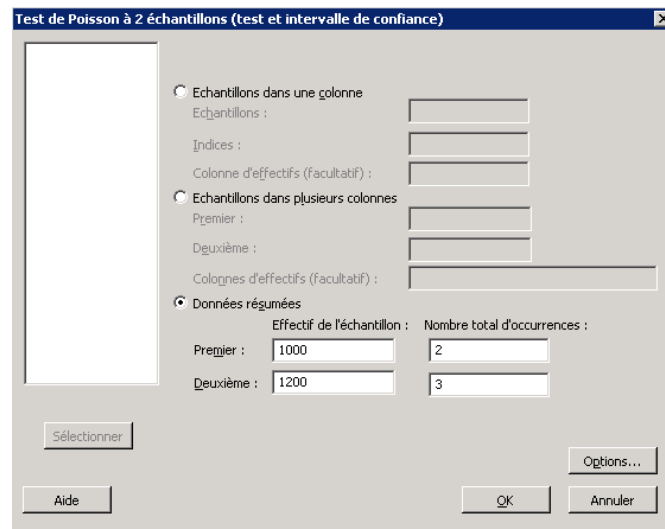 Test de Poisson à 2 échantillons (test et intervalle de confiance)
Echantillons dans une colonne
Echantillons :
Indices :
Colonne d'effectifs (facultatif) :
Echantillons dans plusieurs colonnes
Premier :
Deuxième :
Colonnes d'effectifs (facultatif) :
Données résumées
Effectif de l'échantillon : Nombre total d'occurrences :
Premier : 1000 2
Deuxième : 1200 3
Sélectionner
Options...
Aide OK Annuler